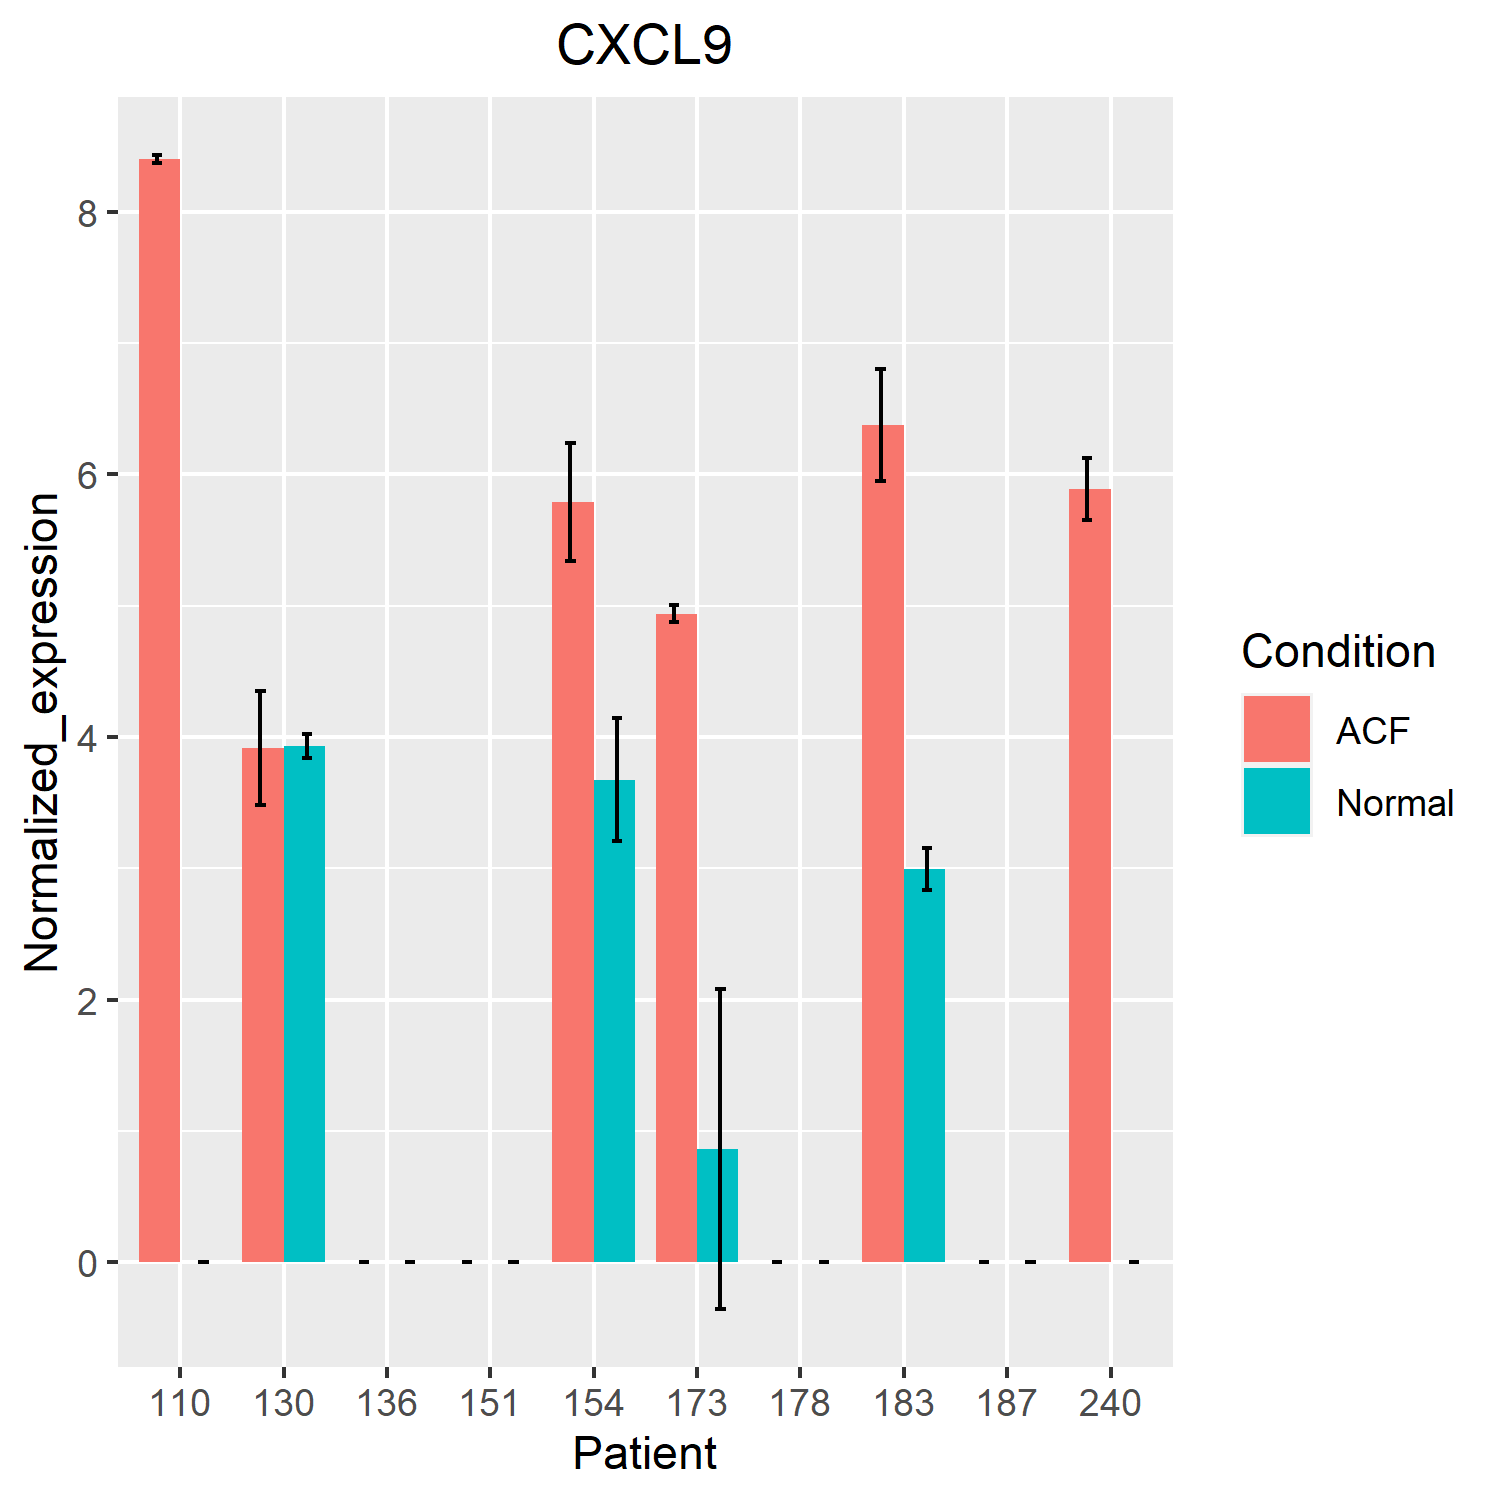 CXCL9
Normalized_expression
8
6
4
2
0
110 130 136 151 154 173 178 183 187 240
Patient
Condition
ACF
Normal